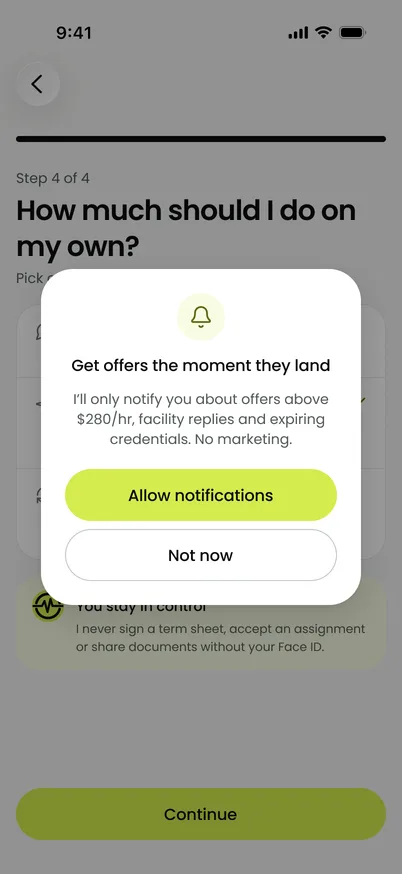 9:41
Step 4 of 4
How much should I do on
my own?
Pick
Get offers the moment they land
I'll only notify you about offers above
$280/hr, facility replies and expiring
credentials. No marketing.
Allow notifications
Not now
You stay in control
I never sign a term sheet, accept an assignment
or share documents without your Face ID.
Continue